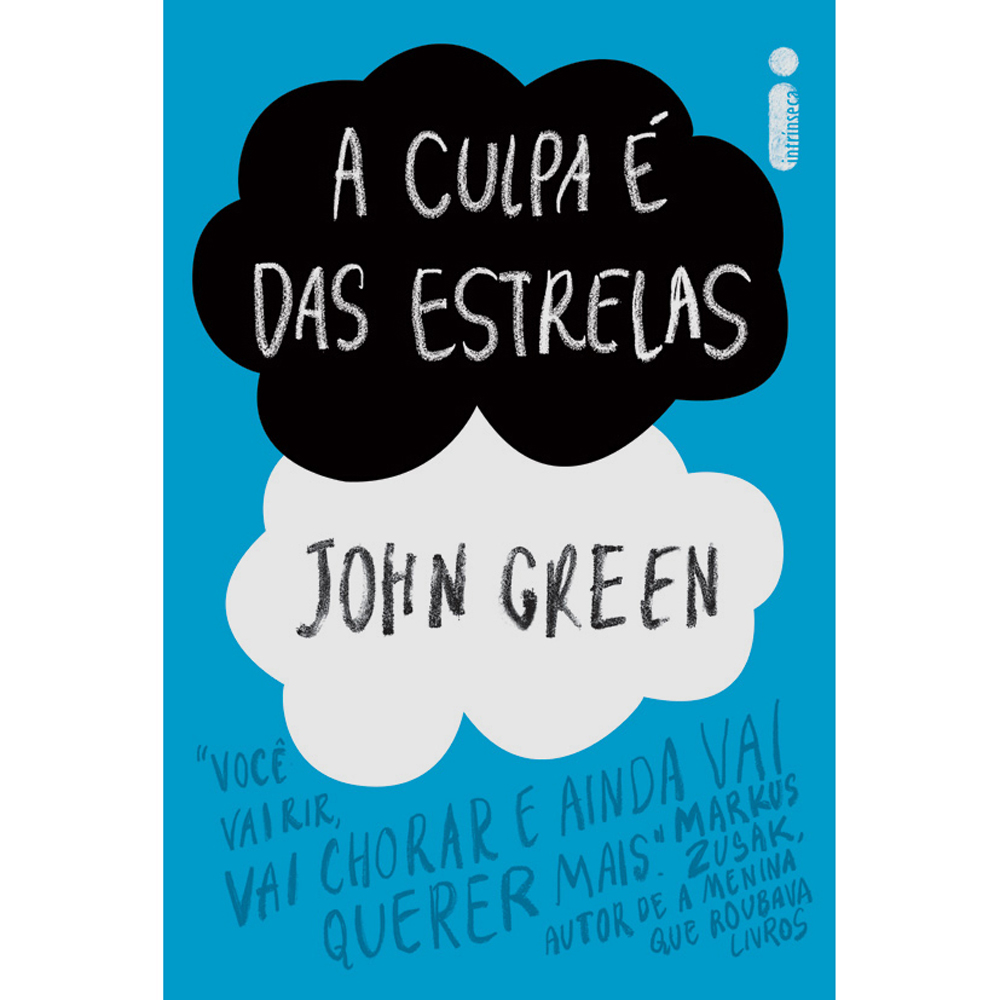 intrínseca
A CULPA É
DAS ESTRELAS
JOHN GREEN
"VOCÊ
VAI RIR,
VAI CHORAR E AINDA VAI
QUERER MAIS." MARKUS
ZUSAK,
AUTOR DE A MENINA
QUE ROUBAVA
LIVROS